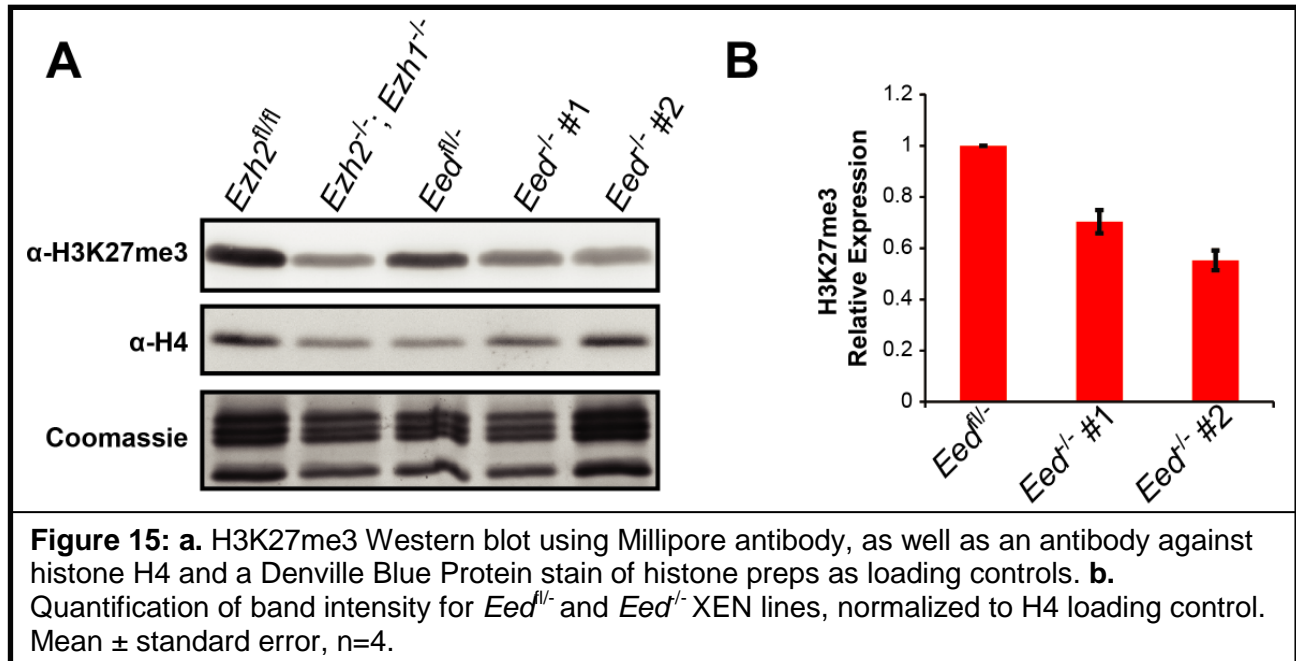 A
B
Ezh2fl/fl
Ezh2-/-; Ezh1-/-
Eedfl/-
Eed-/- #1
Eed-/- #2
α-H3K27me3
α-H4
Coomassie
H3K27me3
Relative Expression
1.2
1
0.8
0.6
0.4
0.2
0
Eedfl/-
Eed-/- #1
Eed-/- #2
Figure 15: a. H3K27me3 Western blot using Millipore antibody, as well as an antibody against
histone H4 and a Denville Blue Protein stain of histone preps as loading controls. b.
Quantification of band intensity for Eedfl/- and Eed-/- XEN lines, normalized to H4 loading control.
Mean ± standard error, n=4.